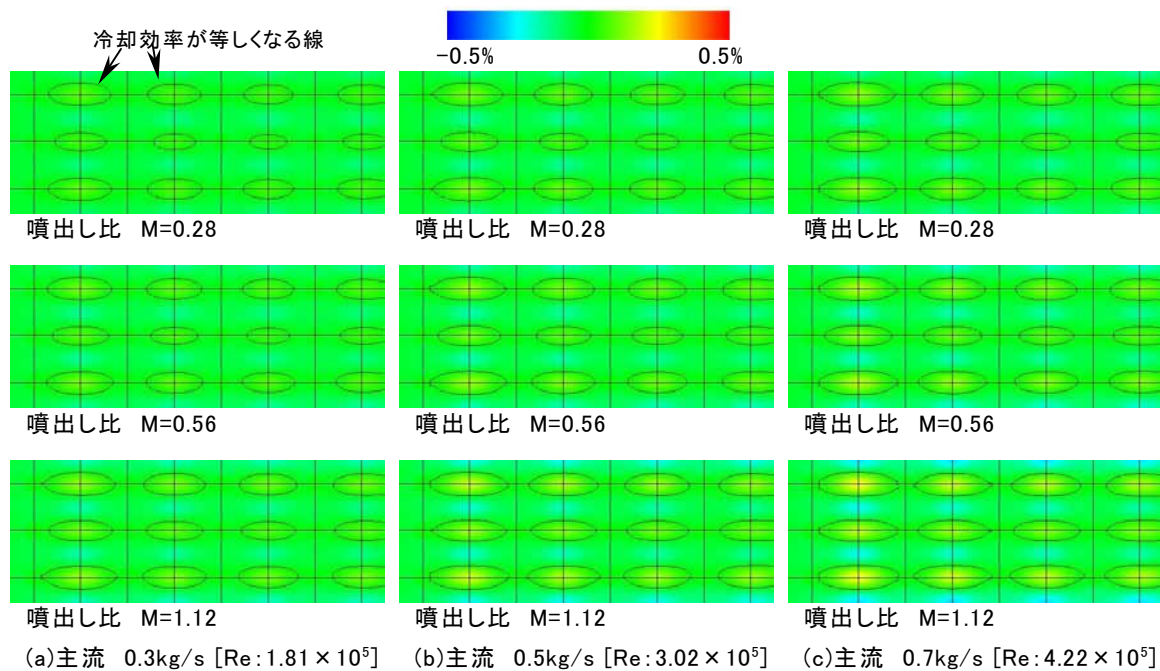 冷却効率が等しくなる線
-0.5% 0.5%
噴出し比 M=0.28 噴出し比 M=0.28 噴出し比 M=0.28
噴出し比 M=0.56 噴出し比 M=0.56 噴出し比 M=0.56
噴出し比 M=1.12 噴出し比 M=1.12 噴出し比 M=1.12
(a)主流 0.3kg/s [Re:1.81×10⁵] (b)主流 0.5kg/s [Re:3.02×10⁵] (c)主流 0.7kg/s [Re:4.22×10⁵]